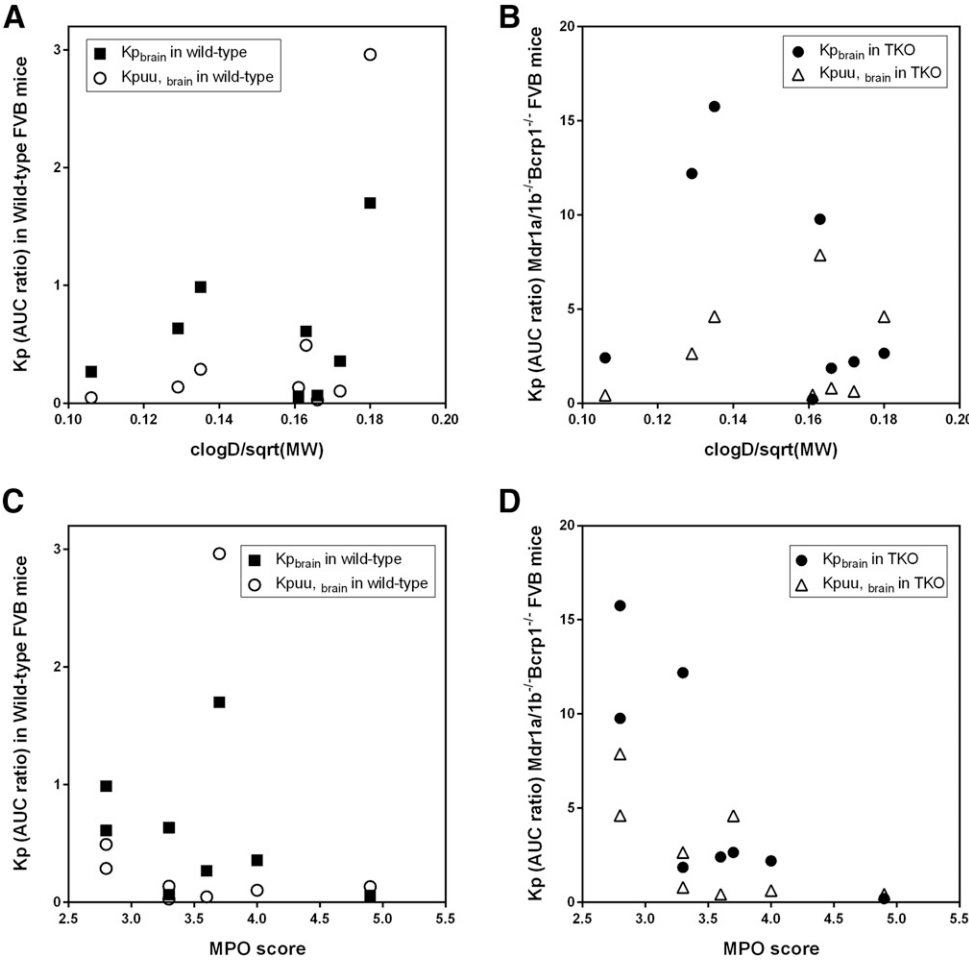 A
Kp (AUC ratio) in Wild-type FVB mice
3
2
1
0
Kpbrain in wild-type
Kpuu, brain in wild-type
0.10 0.12 0.14 0.16 0.18 0.20
clogD/sqrt(MW)
B
Kp (AUC ratio) Mdr1a/1b-/-Bcrp1-/- FVB mice
20
15
10
5
0
Kpbrain in TKO
Kpuu, brain in TKO
0.10 0.12 0.14 0.16 0.18 0.20
clogD/sqrt(MW)
C
Kp (AUC ratio) in Wild-type FVB mice
3
2
1
0
Kpbrain in wild-type
Kpuu, brain in wild-type
2.5 3.0 3.5 4.0 4.5 5.0 5.5
MPO score
D
Kp (AUC ratio) Mdr1a/1b-/-Bcrp1-/- FVB mice
20
15
10
5
0
Kpbrain in TKO
Kpuu, brain in TKO
2.5 3.0 3.5 4.0 4.5 5.0 5.5
MPO score